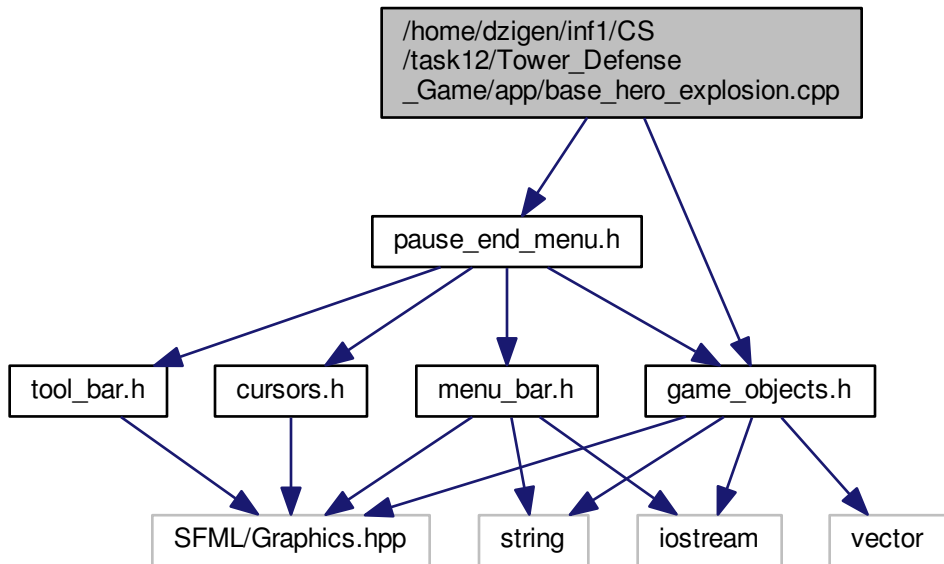 /home/dzigen/inf1/CS
/task12/Tower_Defense
_Game/app/base_hero_explosion.cpp
pause_end_menu.h
tool_bar.h
cursors.h
menu_bar.h
game_objects.h
SFML/Graphics.hpp
string
iostream
vector